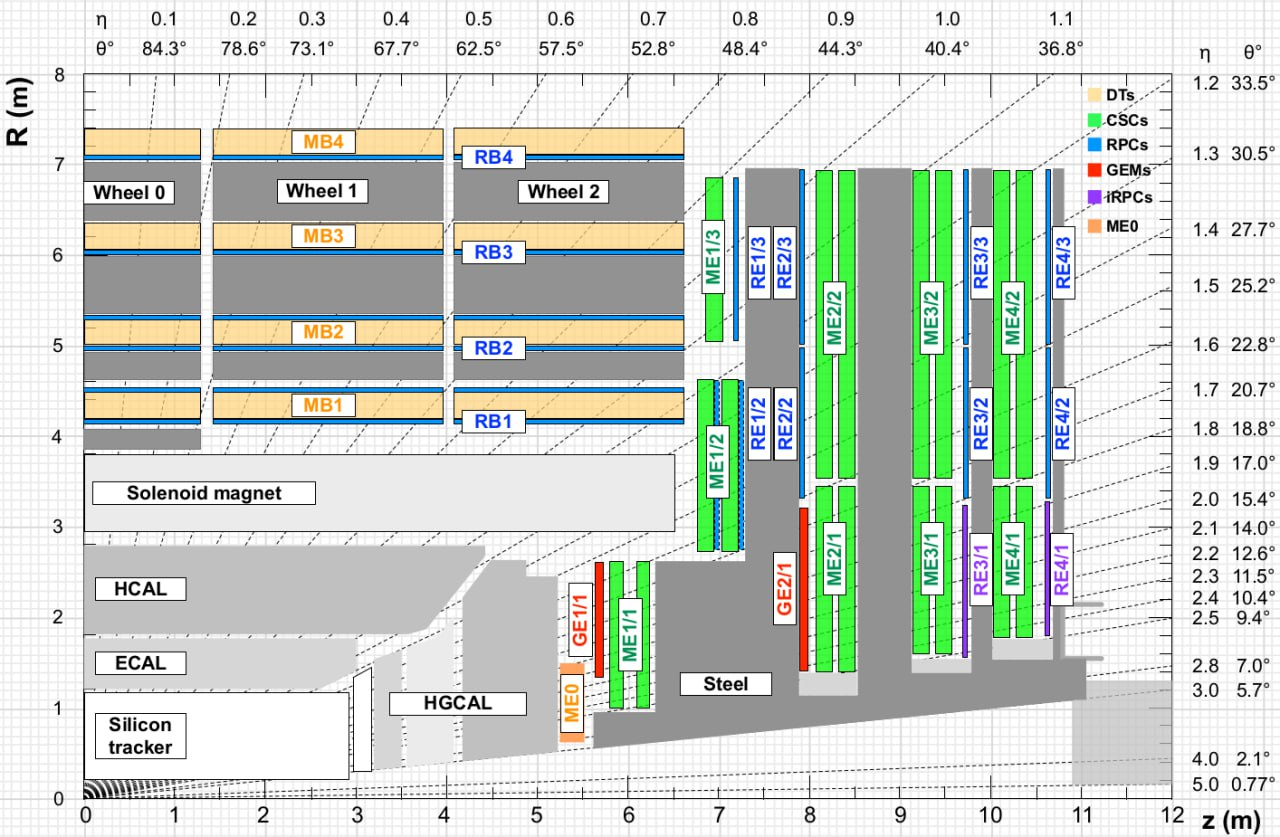 η 0.1 0.2 0.3 0.4 0.5 0.6 0.7 0.8 0.9 1.0 1.1
θ° 84.3° 78.6° 73.1° 67.7° 62.5° 57.5° 52.8° 48.4° 44.3° 40.4° 36.8° η θ°
R (m)
8
7
6
5
4
3
2
1
0
1.2 33.5°
1.3 30.5°
1.4 27.7°
1.5 25.2°
1.6 22.8°
1.7 20.7°
1.8 18.8°
1.9 17.0°
2.0 15.4°
2.1 14.0°
2.2 12.6°
2.3 11.5°
2.4 10.4°
2.5 9.4°
2.8 7.0°
3.0 5.7°
4.0 2.1°
5.0 0.77°
DTs
CSCs
RPCs
GEMs
iRPCs
ME0
MB4
RB4
Wheel 0
Wheel 1
Wheel 2
MB3
RB3
MB2
RB2
MB1
RB1
Solenoid magnet
HCAL
ECAL
Silicon
tracker
HGCAL
Steel
ME0
GE1/1
ME1/1
ME1/2
ME1/3
RE1/3
RE2/3
RE1/2
RE2/2
GE2/1
ME2/2
ME2/1
ME3/2
ME3/1
RE3/3
RE3/2
RE3/1
ME4/2
ME4/1
RE4/3
RE4/2
RE4/1
0 1 2 3 4 5 6 7 8 9 10 11 12
z (m)